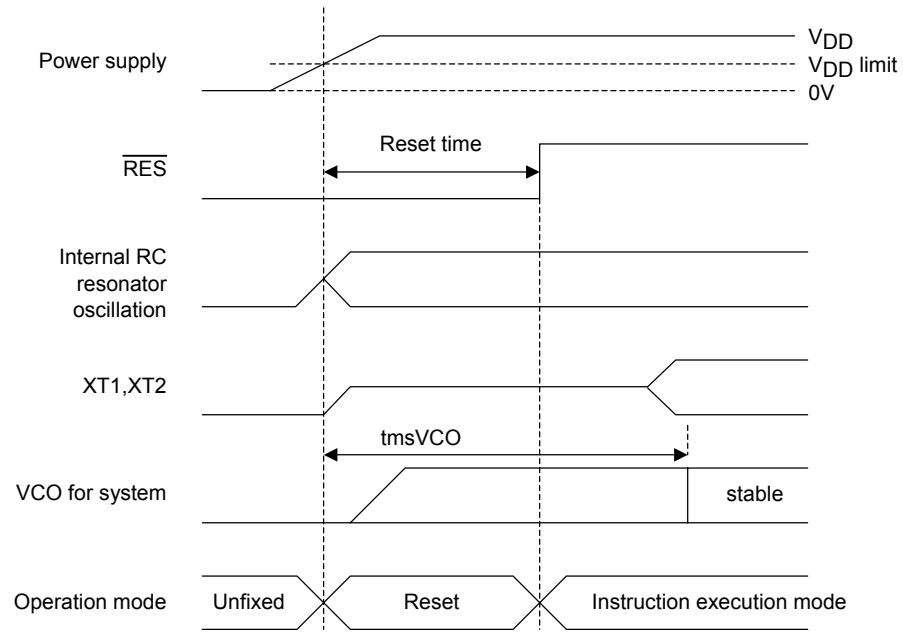 Power supply
VDD
VDD limit
0V
RES
Reset time
Internal RC
resonator
oscillation
XT1,XT2
tmsVCO
VCO for system
stable
Operation mode
Unfixed
Reset
Instruction execution mode